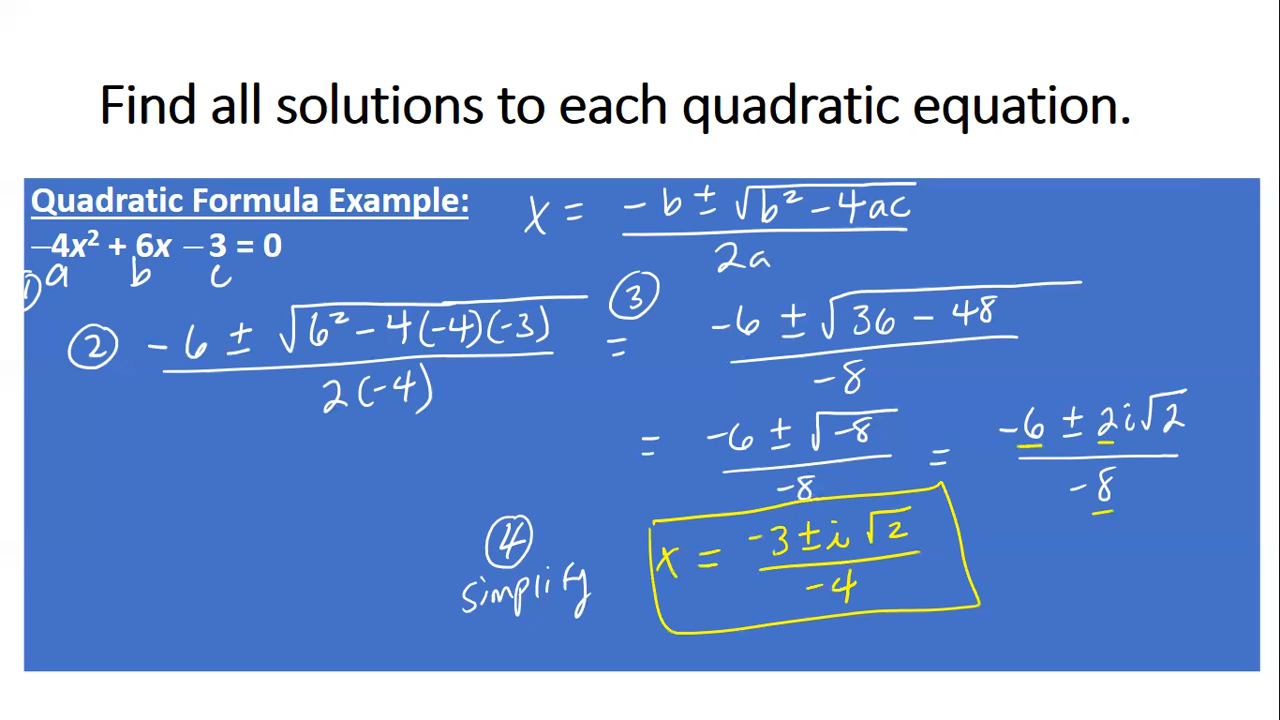 Find all solutions to each quadratic equation.
Quadratic Formula Example:
x = (-b ± √(b² - 4ac)) / 2a
−4x² + 6x − 3 = 0
① a b c
② (-6 ± √(6² - 4(-4)(-3))) / 2(-4) = ③ (-6 ± √(36 - 48)) / -8
= (-6 ± √-8) / -8 = (-6 ± 2i√2) / -8
④ simplify
x = (-3 ± i√2) / -4